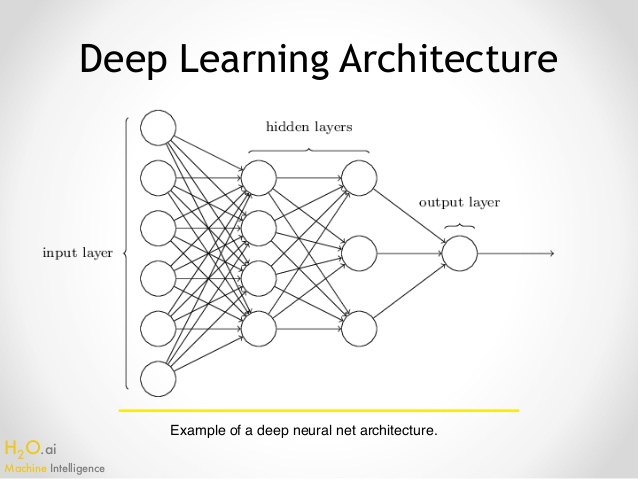 Deep Learning Architecture
hidden layers
output layer
input layer
Example of a deep neural net architecture.
H2O.ai
Machine Intelligence